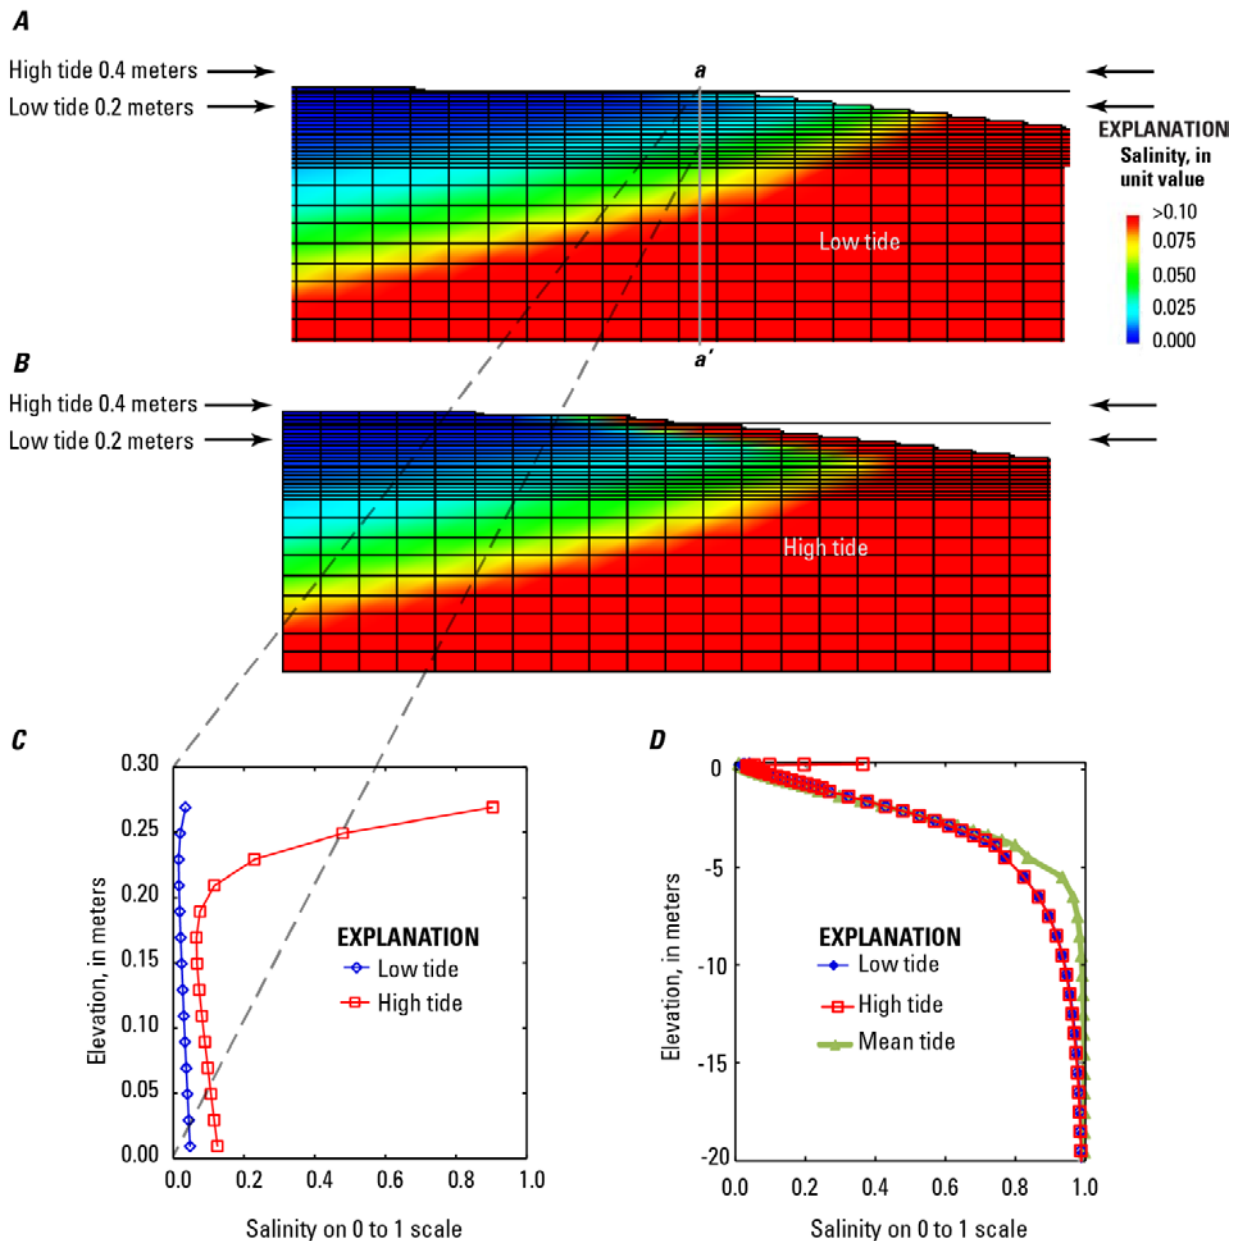 A
High tide 0.4 meters
Low tide 0.2 meters
a
EXPLANATION
Salinity, in
unit value
>0.10
0.075
0.050
0.025
0.000
Low tide
a'
B
High tide 0.4 meters
Low tide 0.2 meters
High tide
C
0.30
0.25
0.20
0.15
0.10
0.05
0.00
Elevation, in meters
EXPLANATION
Low tide
High tide
0.0 0.2 0.4 0.6 0.8 1.0
Salinity on 0 to 1 scale
D
0
-5
-10
-15
-20
Elevation, in meters
EXPLANATION
Low tide
High tide
Mean tide
0.0 0.2 0.4 0.6 0.8 1.0
Salinity on 0 to 1 scale